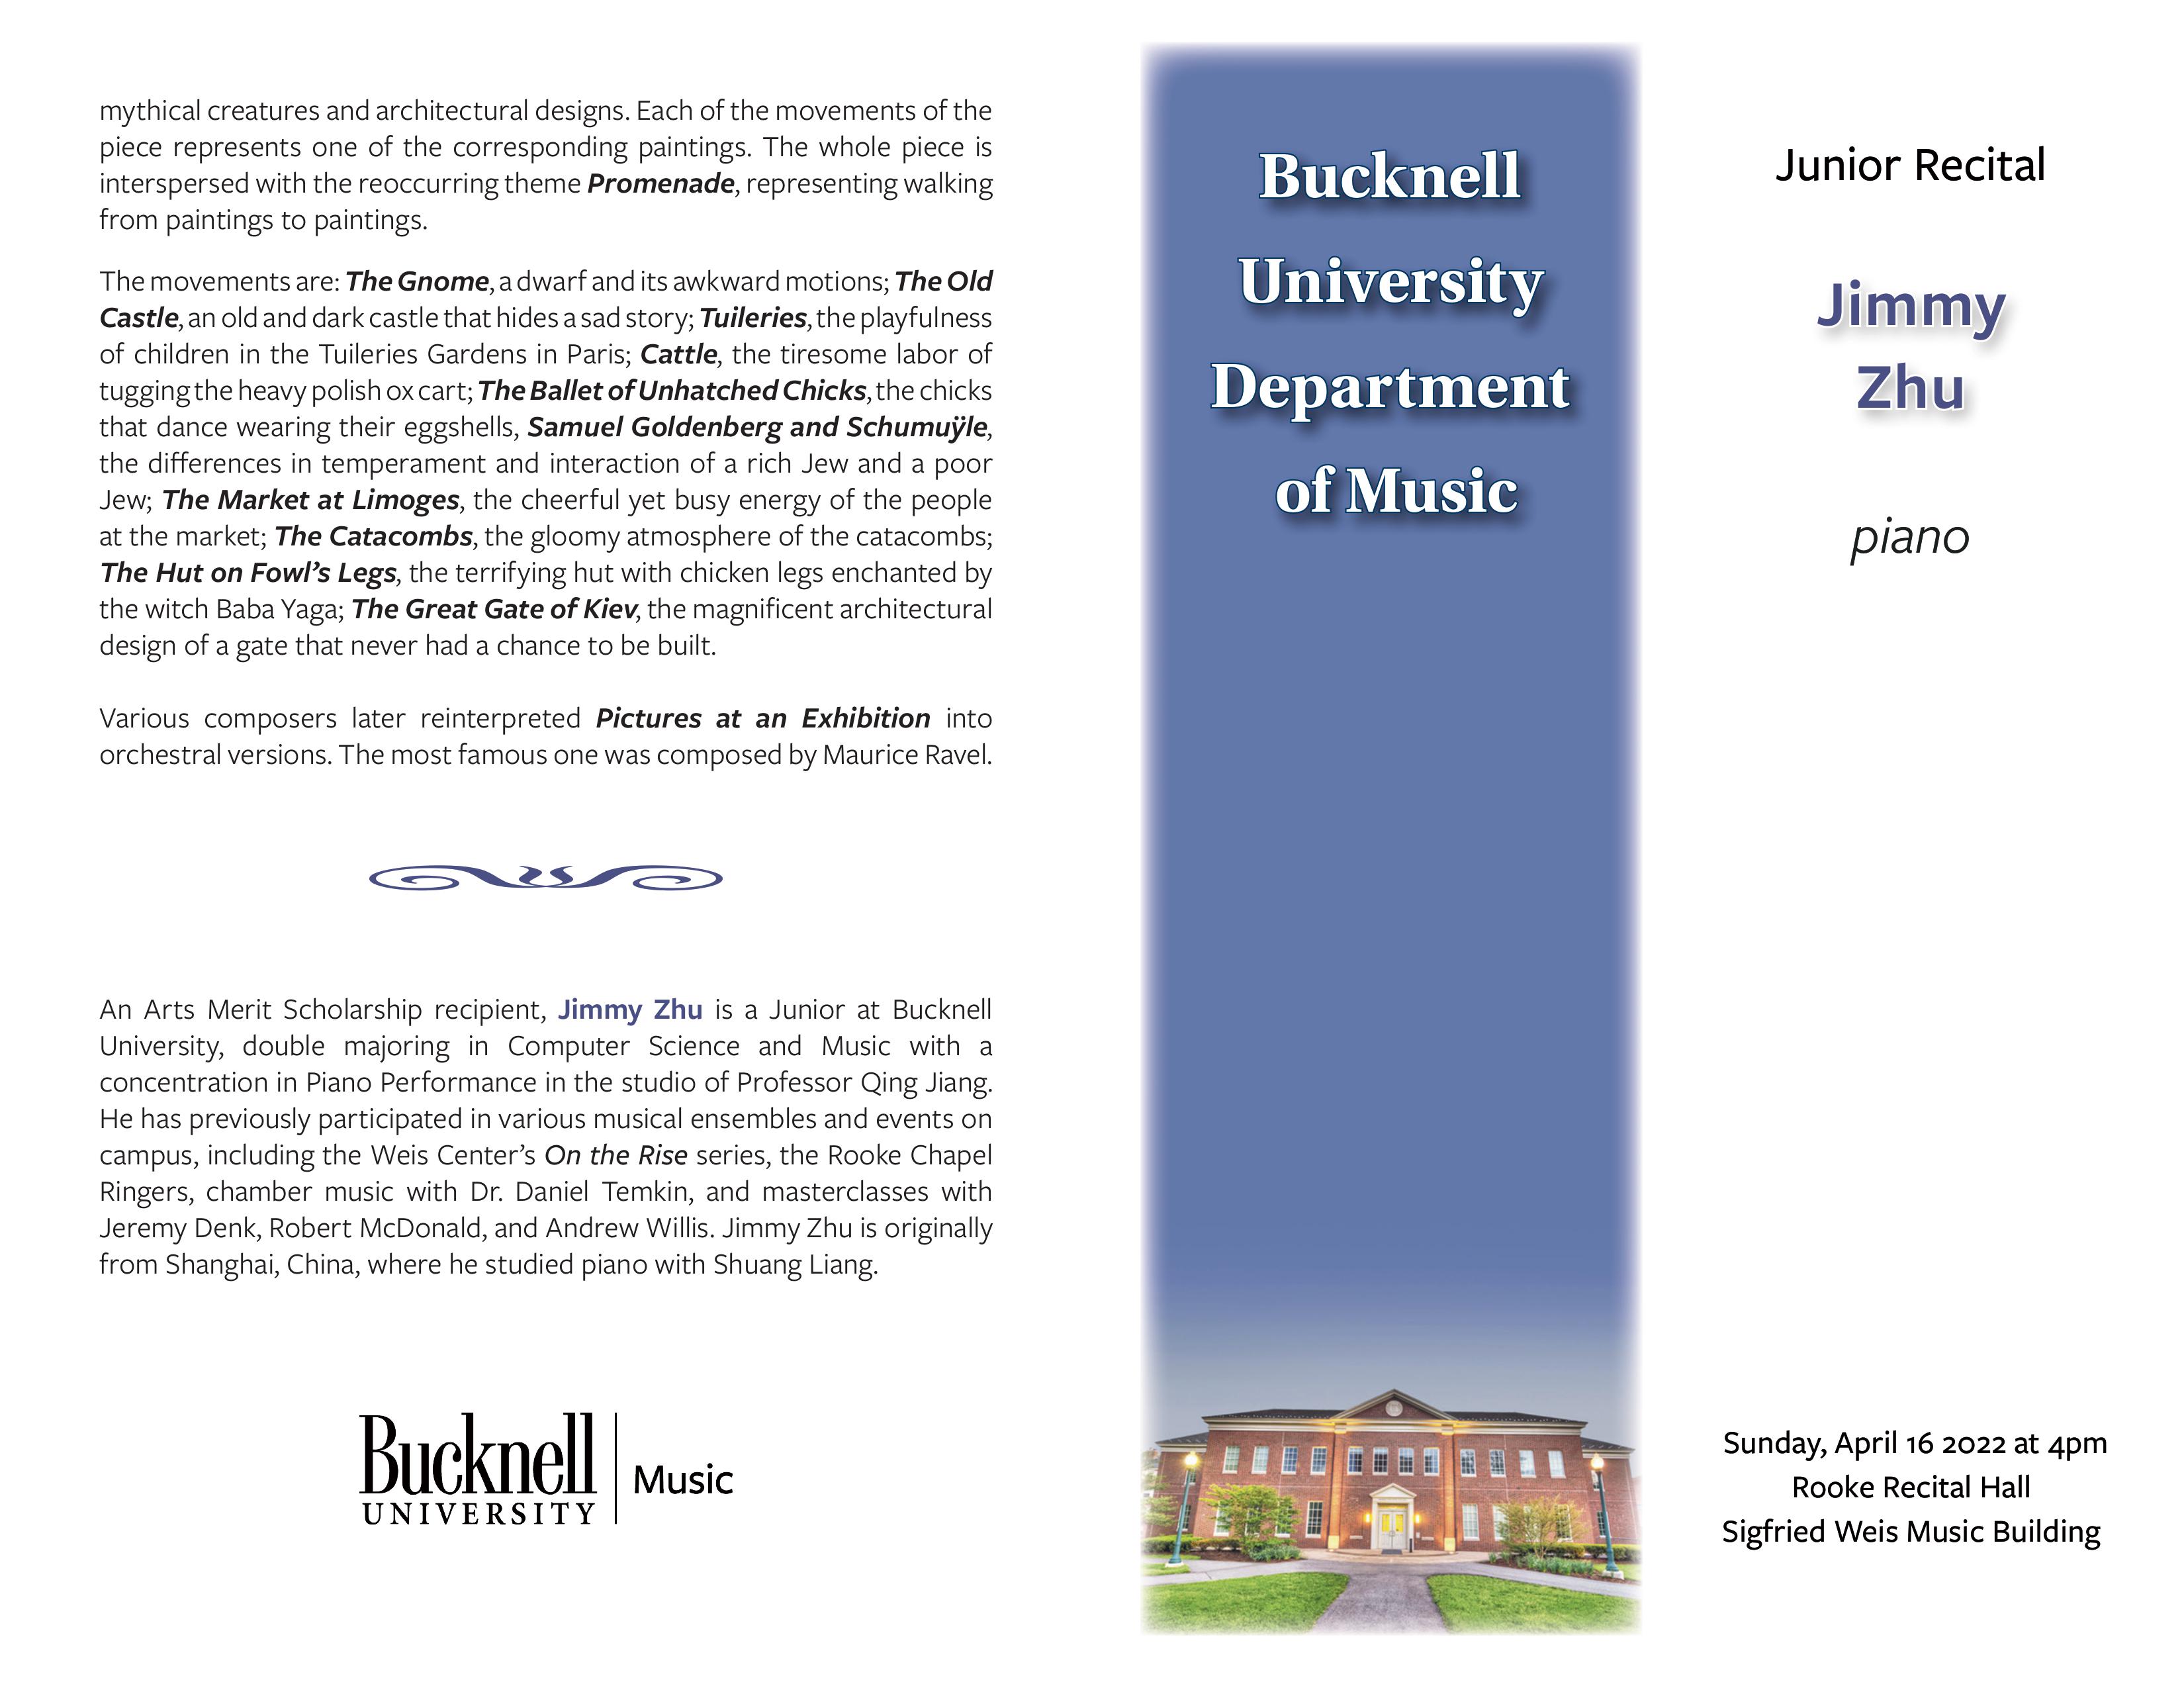 mythical creatures and architectural designs. Each of the movements of the
piece represents one of the corresponding paintings. The whole piece is
interspersed with the reoccurring theme Promenade, representing walking
from paintings to paintings.
The movements are: The Gnome, a dwarf and its awkward motions; The Old
Castle, an old and dark castle that hides a sad story; Tuileries, the playfulness
of children in the Tuileries Gardens in Paris; Cattle, the tiresome labor of
tugging the heavy polish ox cart; The Ballet of Unhatched Chicks, the chicks
that dance wearing their eggshells, Samuel Goldenberg and Schumuÿle,
the differences in temperament and interaction of a rich Jew and a poor
Jew; The Market at Limoges, the cheerful yet busy energy of the people
at the market; The Catacombs, the gloomy atmosphere of the catacombs;
The Hut on Fowl’s Legs, the terrifying hut with chicken legs enchanted by
the witch Baba Yaga; The Great Gate of Kiev, the magnificent architectural
design of a gate that never had a chance to be built.
Various composers later reinterpreted Pictures at an Exhibition into
orchestral versions. The most famous one was composed by Maurice Ravel.
An Arts Merit Scholarship recipient, Jimmy Zhu is a Junior at Bucknell
University, double majoring in Computer Science and Music with a
concentration in Piano Performance in the studio of Professor Qing Jiang.
He has previously participated in various musical ensembles and events on
campus, including the Weis Center’s On the Rise series, the Rooke Chapel
Ringers, chamber music with Dr. Daniel Temkin, and masterclasses with
Jeremy Denk, Robert McDonald, and Andrew Willis. Jimmy Zhu is originally
from Shanghai, China, where he studied piano with Shuang Liang.
Bucknell
UNIVERSITY
Music
Bucknell
University
Department
of Music
Junior Recital
Jimmy
Zhu
piano
Sunday, April 16 2022 at 4pm
Rooke Recital Hall
Sigfried Weis Music Building